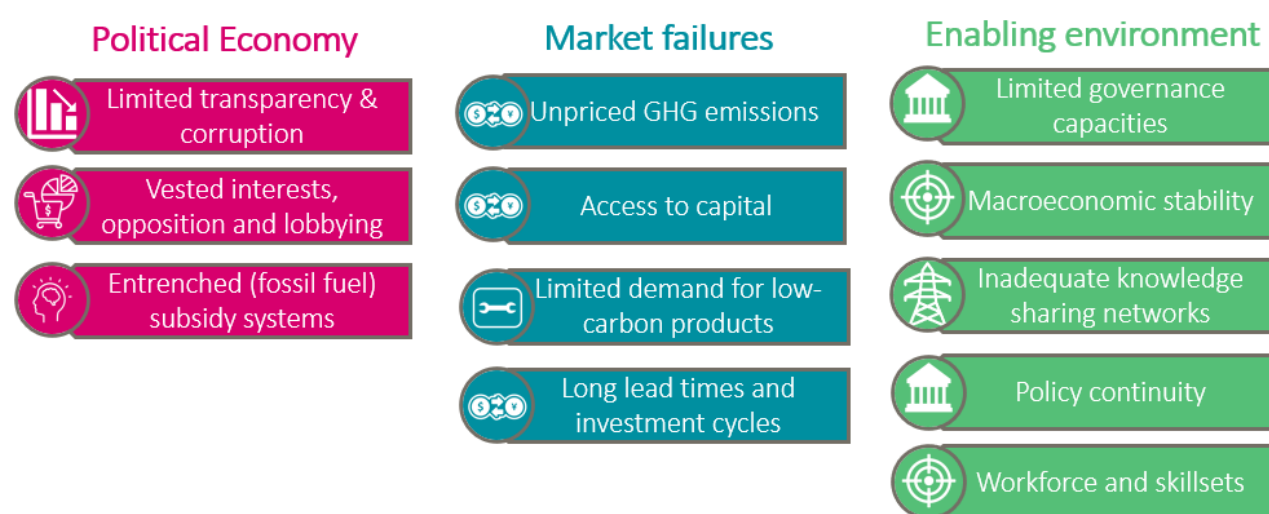 Political Economy
Limited transparency &
corruption
Vested interests,
opposition and lobbying
Entrenched (fossil fuel)
subsidy systems
Market failures
Unpriced GHG emissions
Access to capital
Limited demand for low-
carbon products
Long lead times and
investment cycles
Enabling environment
Limited governance
capacities
Macroeconomic stability
Inadequate knowledge
sharing networks
Policy continuity
Workforce and skillsets